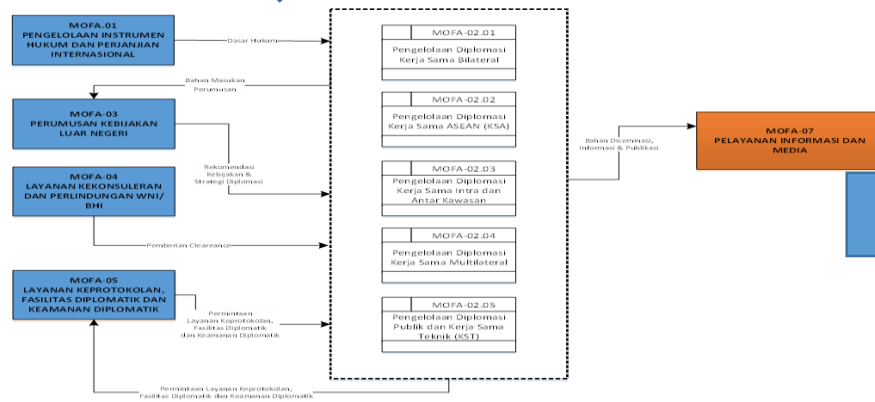 MOFA.01
PENGELOLAAN INSTRUMEN
HUKUM DAN PERJANJIAN
INTERNASIONAL
Dasar Hukum
Bahan Masukan
Perumusan
MOFA-03
PERUMUSAN KEBIJAKAN
LUAR NEGERI
Rekomendasi
Kebijakan &
Strategi Diplomasi
MOFA-04
LAYANAN KEKONSULERAN
DAN PERLINDUNGAN WNI/
BHI
Pemberian Cleareance
MOFA-05
LAYANAN KEPROTOKOLAN,
FASILITAS DIPLOMATIK DAN
KEAMANAN DIPLOMATIK
Permintaan
Layanan Keprotokolan,
Fasilitas Diplomatik
dan Keamanan Diplomatik
Permintaan Layanan Keprotokolan,
Fasilitas Diplomatik dan Keamanan Diplomatik
MOFA-02.01
Pengelolaan Diplomasi
Kerja Sama Bilateral
MOFA-02.02
Pengelolaan Diplomasi
Kerja Sama ASEAN (KSA)
MOFA-02.03
Pengelolaan Diplomasi
Kerja Sama Intra dan
Antar Kawasan
MOFA-02.04
Pengelolaan Diplomasi
Kerja Sama Multilateral
MOFA-02.05
Pengelolaan Diplomasi
Publik dan Kerja Sama
Teknik (KST)
Bahan Diseminasi,
Informasi & Publikasi
MOFA-07
PELAYANAN INFORMASI DAN
MEDIA